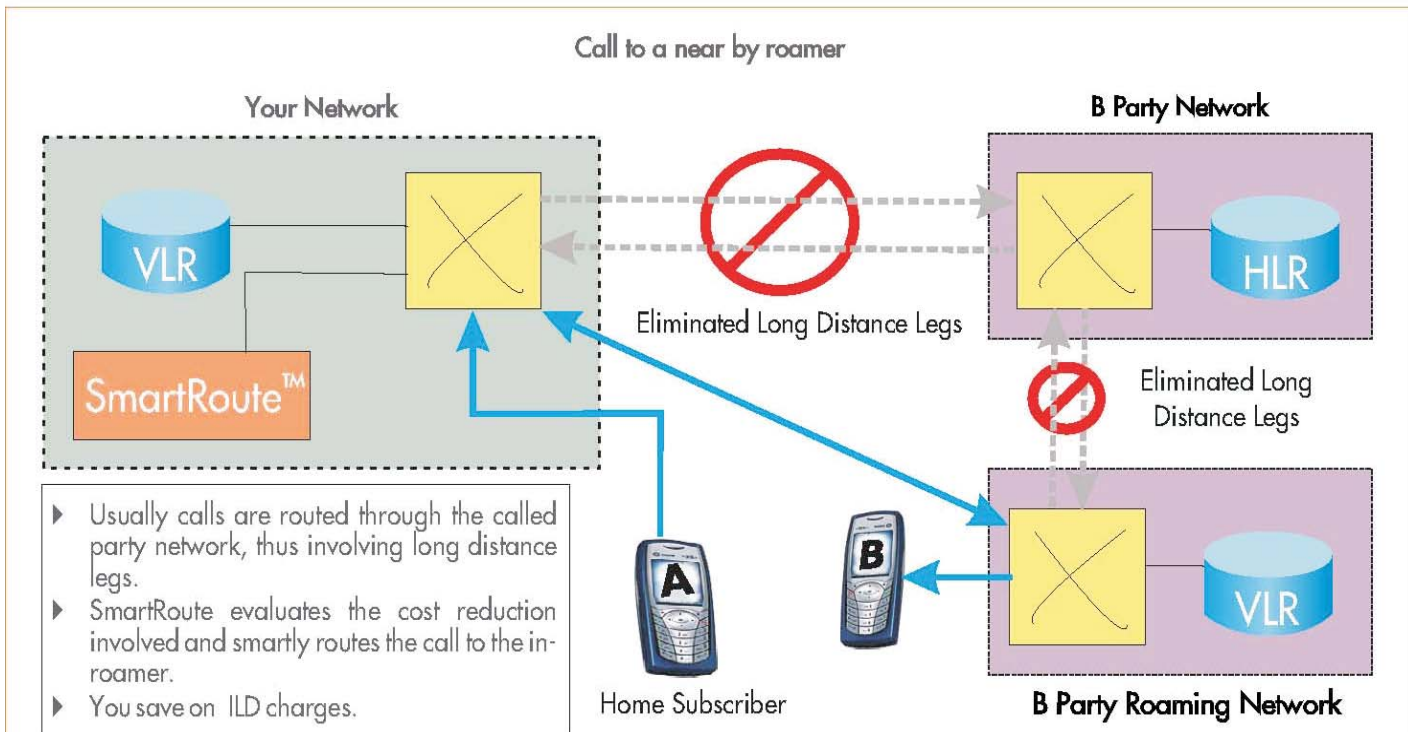 Call to a near by roamer
Your Network
B Party Network
VLR
SmartRoute™
Eliminated Long Distance Legs
HLR
Eliminated Long
Distance Legs
▶ Usually calls are routed through the called
party network, thus involving long distance
legs.
▶ SmartRoute evaluates the cost reduction
involved and smartly routes the call to the in-
roamer.
▶ You save on ILD charges.
A
Home Subscriber
B
VLR
B Party Roaming Network